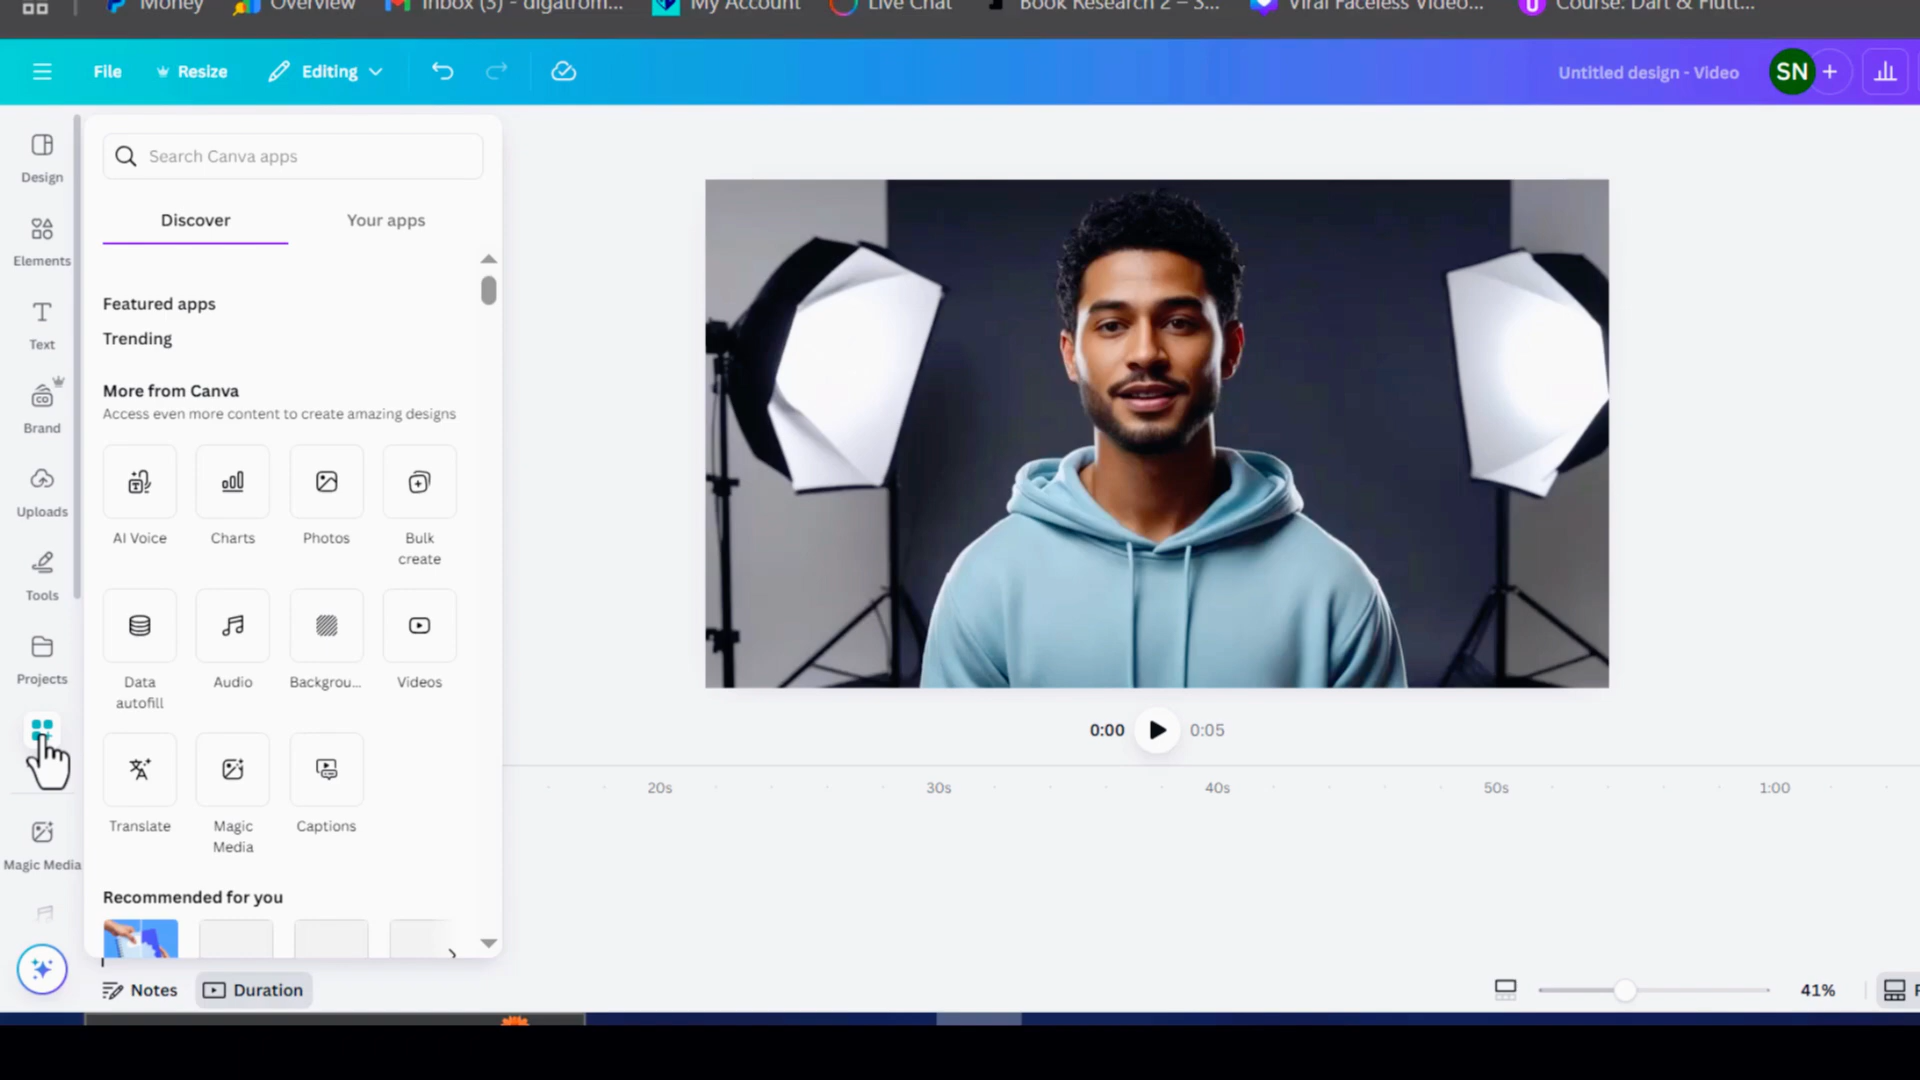 Money
Overview
Inbox (3) - digatrom...
My Account
Live Chat
Book Research 2 – S...
Viral Faceless Video...
Course: Dart & Flutt...
File
Resize
Editing
Untitled design - Video
SN
Design
Elements
Text
Brand
Uploads
Tools
Projects
Magic Media
Search Canva apps
Discover
Your apps
Featured apps
Trending
More from Canva
Access even more content to create amazing designs
AI Voice
Charts
Photos
Bulk
create
Data
autofill
Audio
Backgrou...
Videos
Translate
Magic
Media
Captions
Recommended for you
0:00
0:05
20s
30s
40s
50s
1:00
Notes
Duration
41%